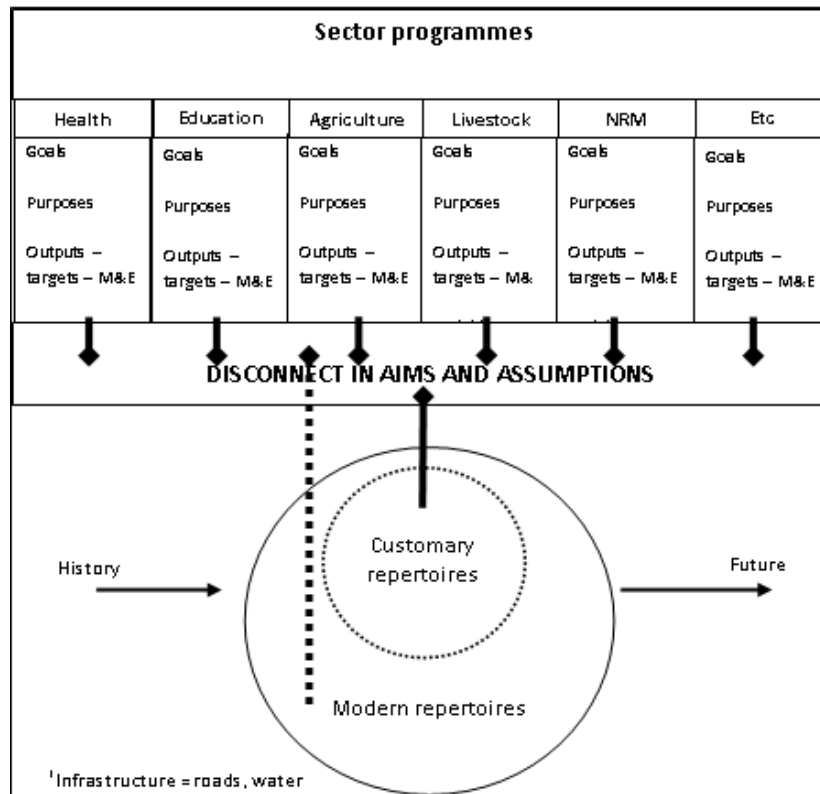 Sector programmes
Health Education Agriculture Livestock NRM Etc
Goals Goals Goals Goals Goals Goals
Purposes Purposes Purposes Purposes Purposes Purposes
Outputs – Outputs – Outputs – Outputs – Outputs – Outputs –
targets – M&E targets – M&E targets – M&E targets – M& targets – M&E targets – M&E
DISCONNECT IN AIMS AND ASSUMPTIONS
Customary
repertoires
History
Future
Modern repertoires
¹Infrastructure = roads, water